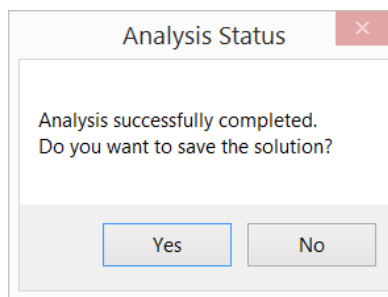 Analysis Status
Analysis successfully completed.
Do you want to save the solution?
Yes
No